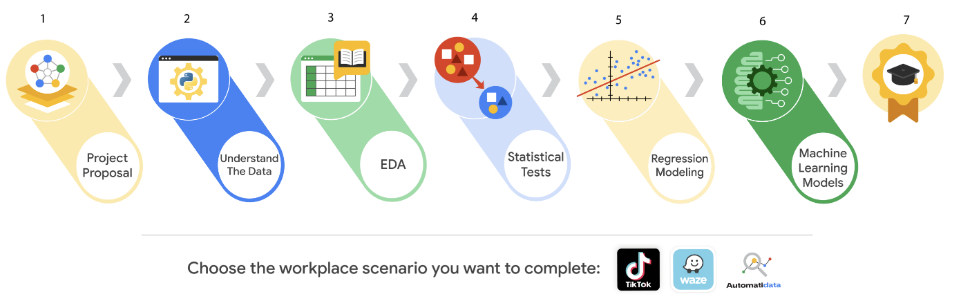 1
2
3
4
5
6
7
Project
Proposal
Understand
The Data
EDA
Statistical
Tests
Regression
Modeling
Machine
Learning
Models
Choose the workplace scenario you want to complete:
TikTok
waze
Automatidata